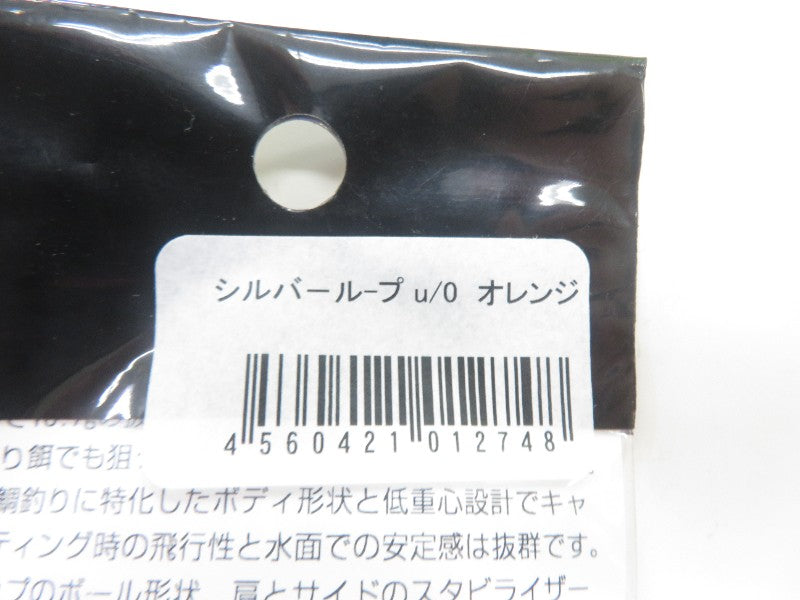 シルバール-プ u/0 オレンジ
4 560421 012748
り餌でも狙
鯛釣りに特化したボディ形状と低重心設計でキャ
ティング時の飛行性と水面での安定感は抜群です。
プのボール形状 肩とサイドのスタビライザー